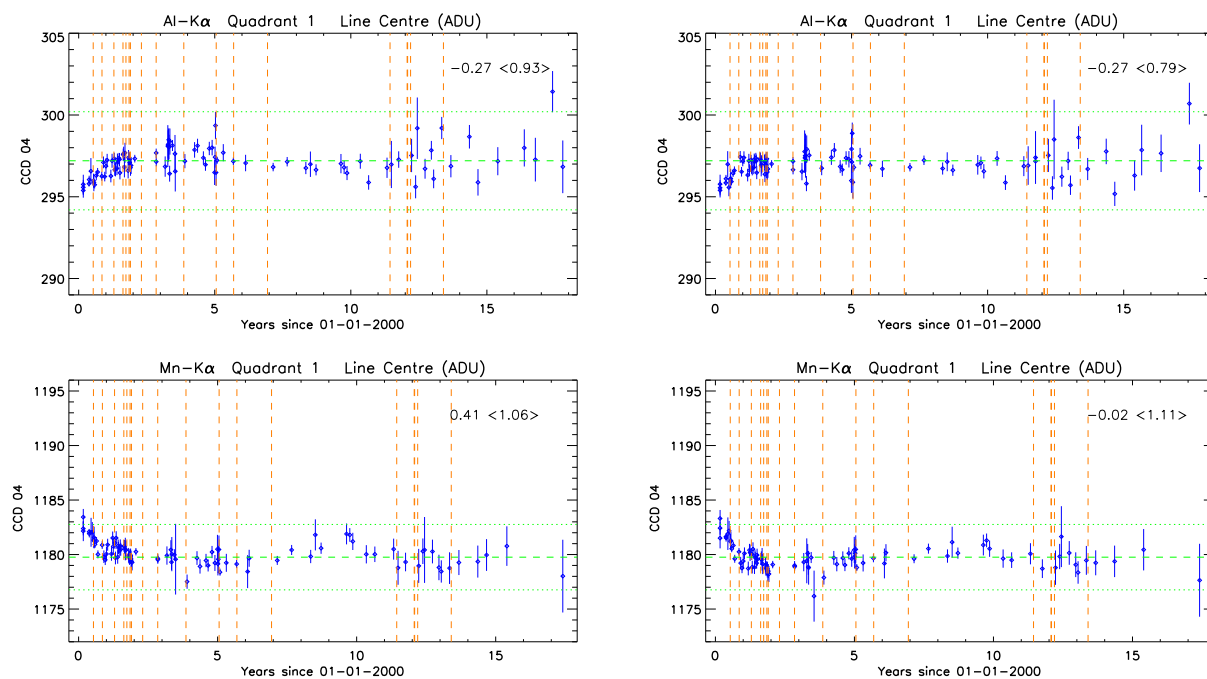 Al-Kα Quadrant 1 Line Centre (ADU)
305
300
295
290
CCD 04
-0.27 <0.93>
0 5 10 15
Years since 01-01-2000
Al-Kα Quadrant 1 Line Centre (ADU)
305
300
295
290
CCD 04
-0.27 <0.79>
0 5 10 15
Years since 01-01-2000
Mn-Kα Quadrant 1 Line Centre (ADU)
1195
1190
1185
1180
1175
CCD 04
0.41 <1.06>
0 5 10 15
Years since 01-01-2000
Mn-Kα Quadrant 1 Line Centre (ADU)
1195
1190
1185
1180
1175
CCD 04
-0.02 <1.11>
0 5 10 15
Years since 01-01-2000